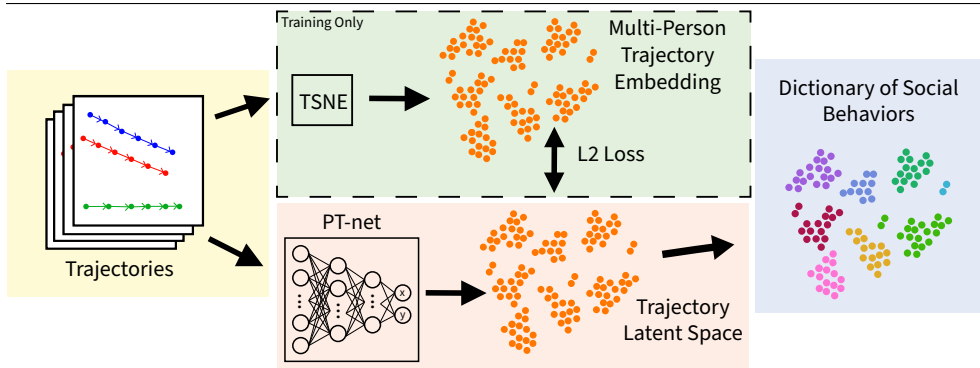 Training Only
Multi-Person
Trajectory
Embedding
TSNE
L2 Loss
Trajectories
PT-net
x
y
Trajectory
Latent Space
Dictionary of Social
Behaviors